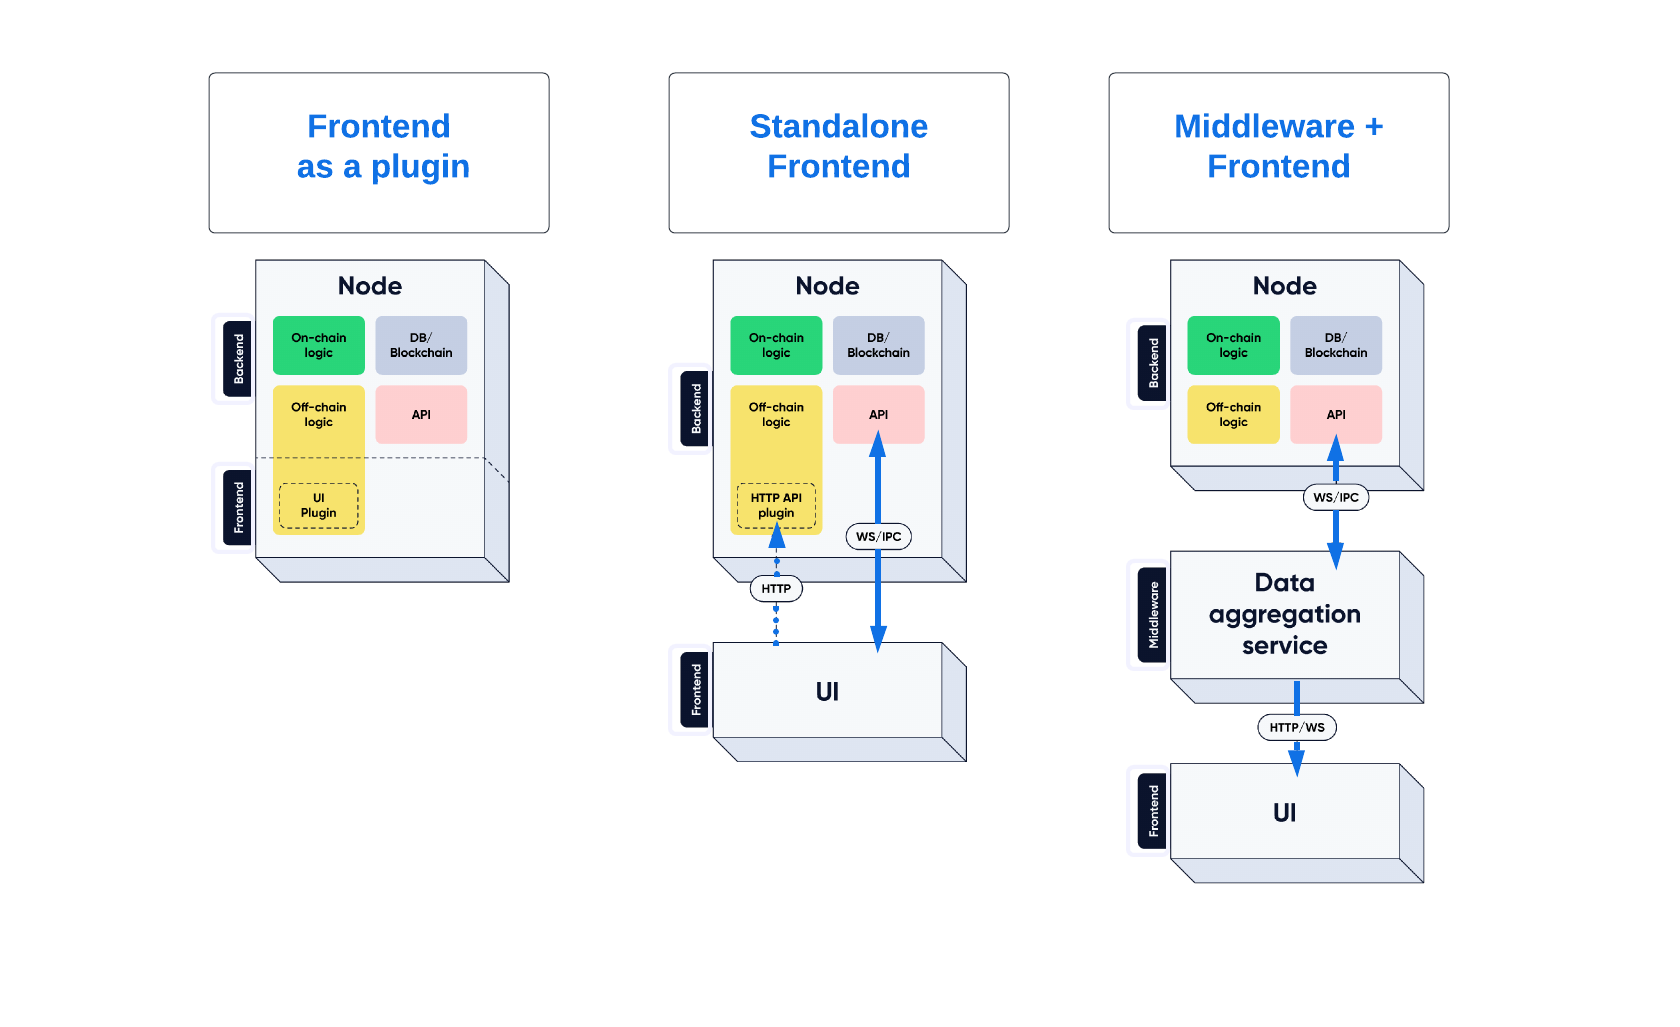 Frontend
as a plugin
Node
Backend
On-chain
logic
DB/
Blockchain
Off-chain
logic
API
Frontend
UI
Plugin
Standalone
Frontend
Node
On-chain
logic
DB/
Blockchain
Backend
Off-chain
logic
API
HTTP API
plugin
WS/IPC
HTTP
Frontend
UI
Middleware +
Frontend
Node
Backend
On-chain
logic
DB/
Blockchain
Off-chain
logic
API
WS/IPC
Middleware
Data
aggregation
service
HTTP/WS
Frontend
UI